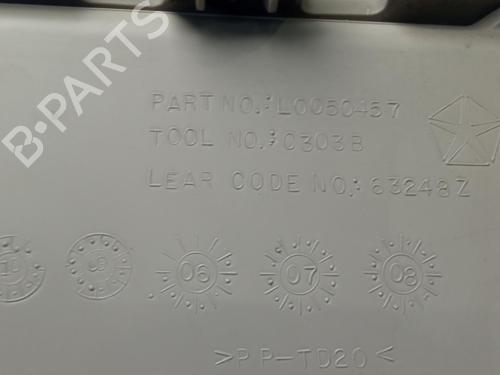 PART NO.: L0050457
TOOL NO.: C303B
LEAR CODE NO.: 63248Z
06 07 08
>PP-TD20<
B PARTS